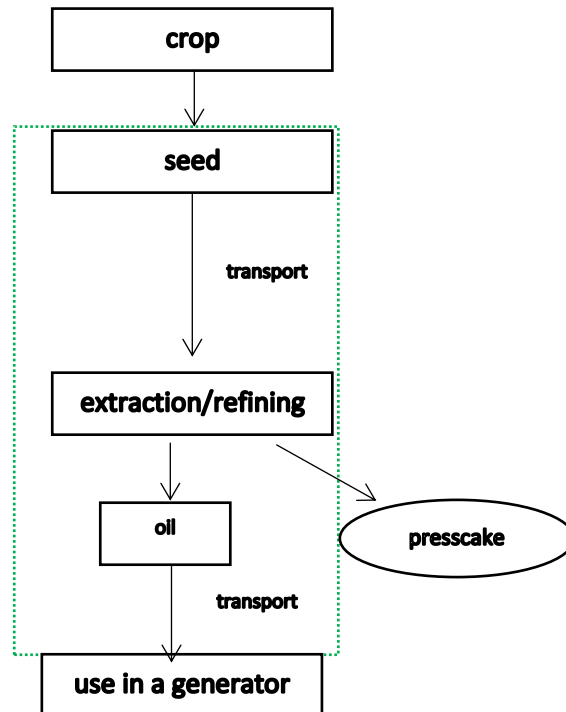 crop
seed
transport
extraction/refining
oil
presscake
transport
use in a generator